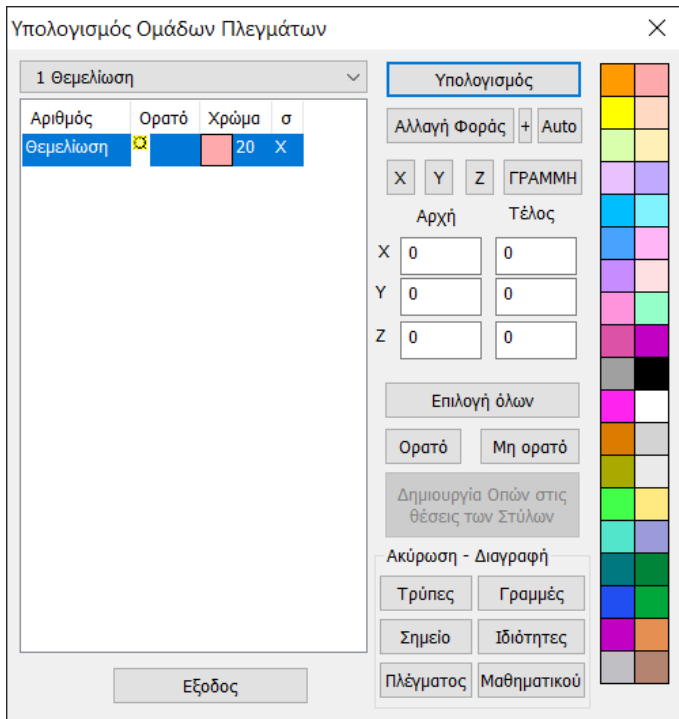 Υπολογισμός Ομάδων Πλεγμάτων
1 Θεμελίωση
Υπολογισμός
Αριθμός Ορατό Χρώμα σ
Θεμελίωση 20 X
Αλλαγή Φοράς + Auto
X Y Z ΓΡΑΜΜΗ
Αρχή Τέλος
X 0 0
Y 0 0
Z 0 0
Επιλογή όλων
Ορατό Μη ορατό
Δημιουργία Οπών στις
θέσεις των Στύλων
Ακύρωση - Διαγραφή
Τρύπες Γραμμές
Σημείο Ιδιότητες
Πλέγματος Μαθηματικού
Εξοδος